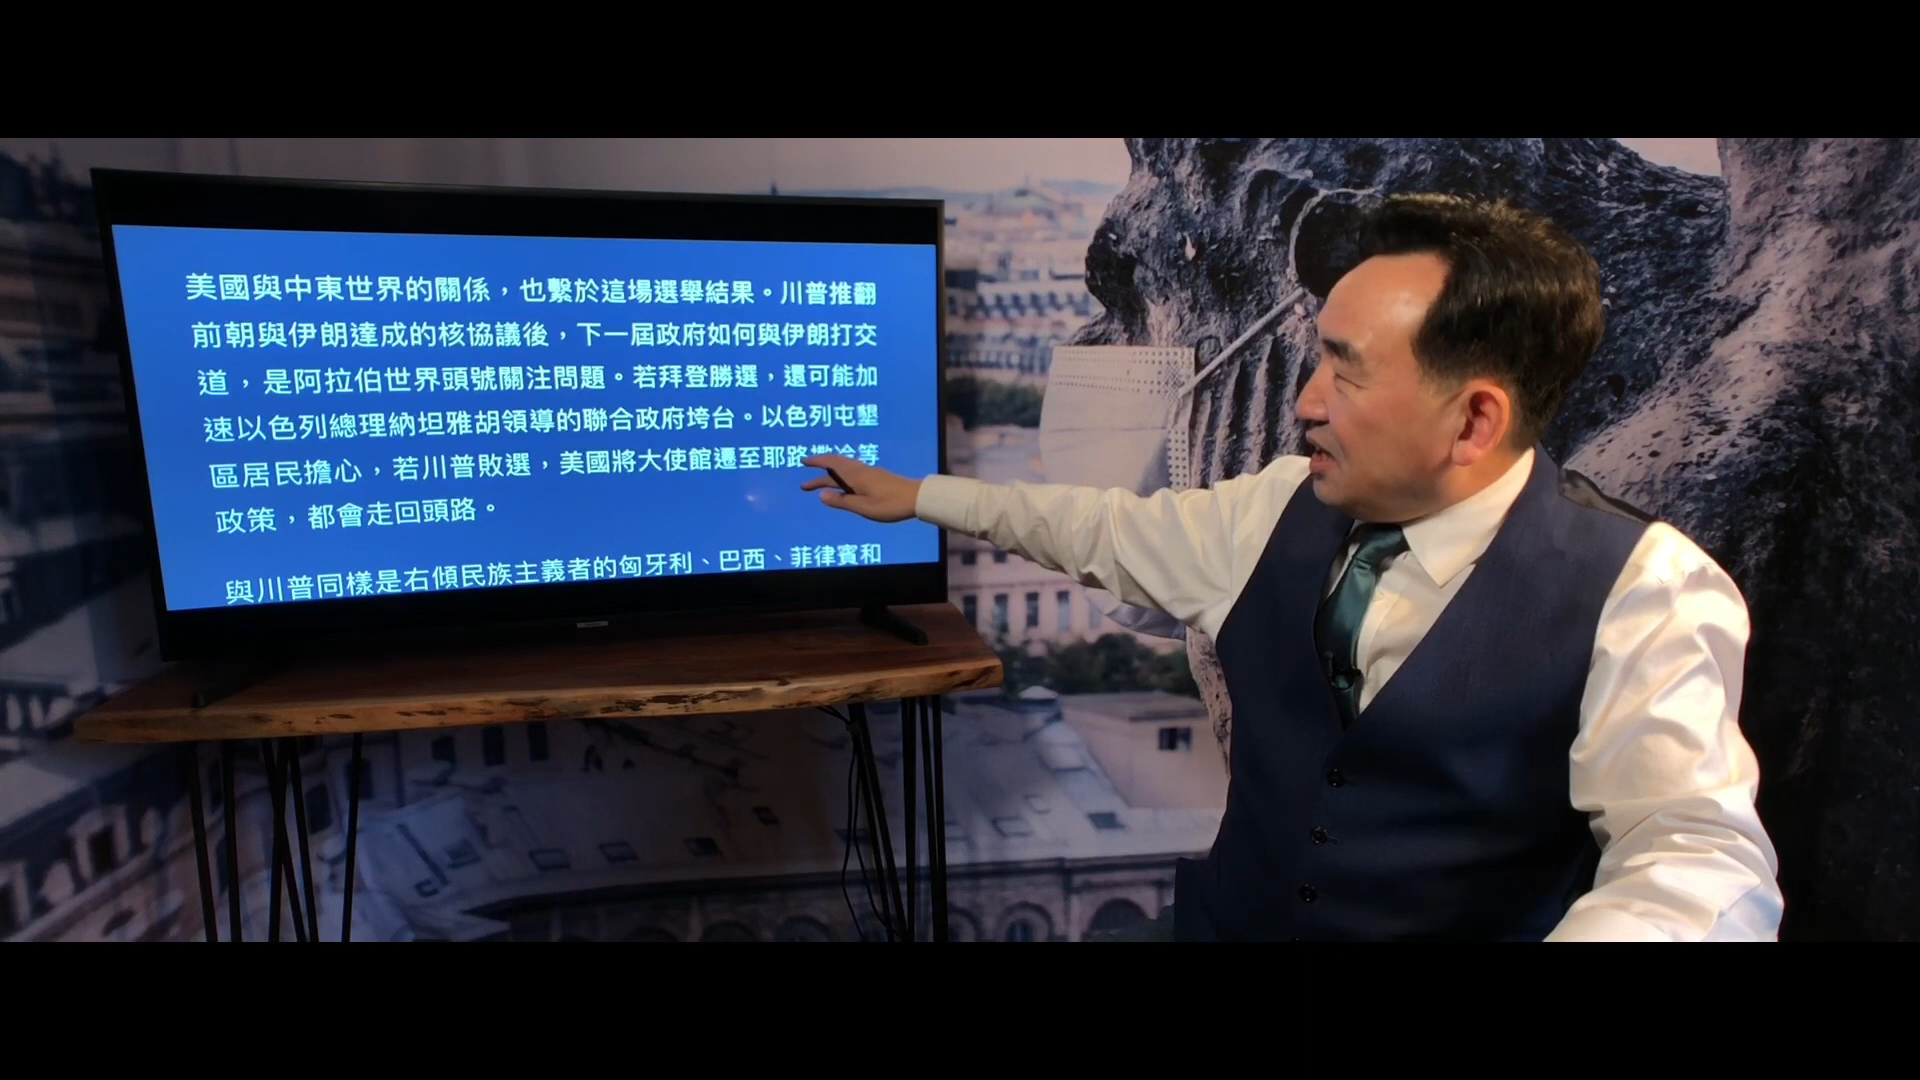 美國與中東世界的關係，也繫於這場選舉結果。川普推翻
前朝與伊朗達成的核協議後，下一屆政府如何與伊朗打交
道，是阿拉伯世界頭號關注問題。若拜登勝選，還可能加
速以色列總理納坦雅胡領導的聯合政府垮台。以色列屯墾
區居民擔心，若川普敗選，美國將大使館遷至耶路撒冷等
政策，都會走回頭路。
與川普同樣是右傾民族主義者的匈牙利、巴西、菲律賓和